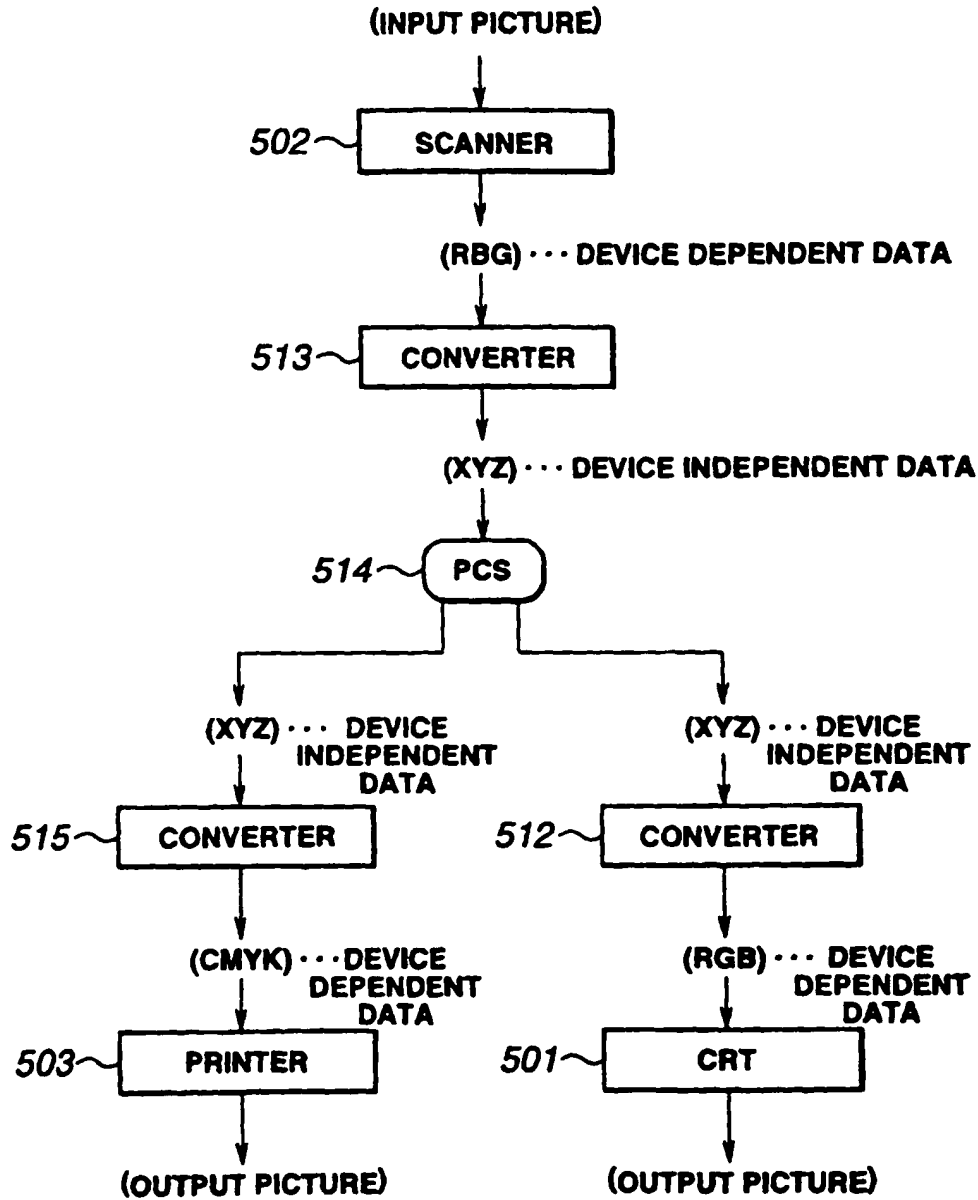 (INPUT PICTURE)
502 SCANNER
(RBG) ··· DEVICE DEPENDENT DATA
513 CONVERTER
(XYZ) ··· DEVICE INDEPENDENT DATA
514 PCS
(XYZ) ··· DEVICE
INDEPENDENT
DATA
515 CONVERTER
(CMYK) ··· DEVICE
DEPENDENT
DATA
503 PRINTER
(OUTPUT PICTURE)
(XYZ) ··· DEVICE
INDEPENDENT
DATA
512 CONVERTER
(RGB) ··· DEVICE
DEPENDENT
DATA
501 CRT
(OUTPUT PICTURE)